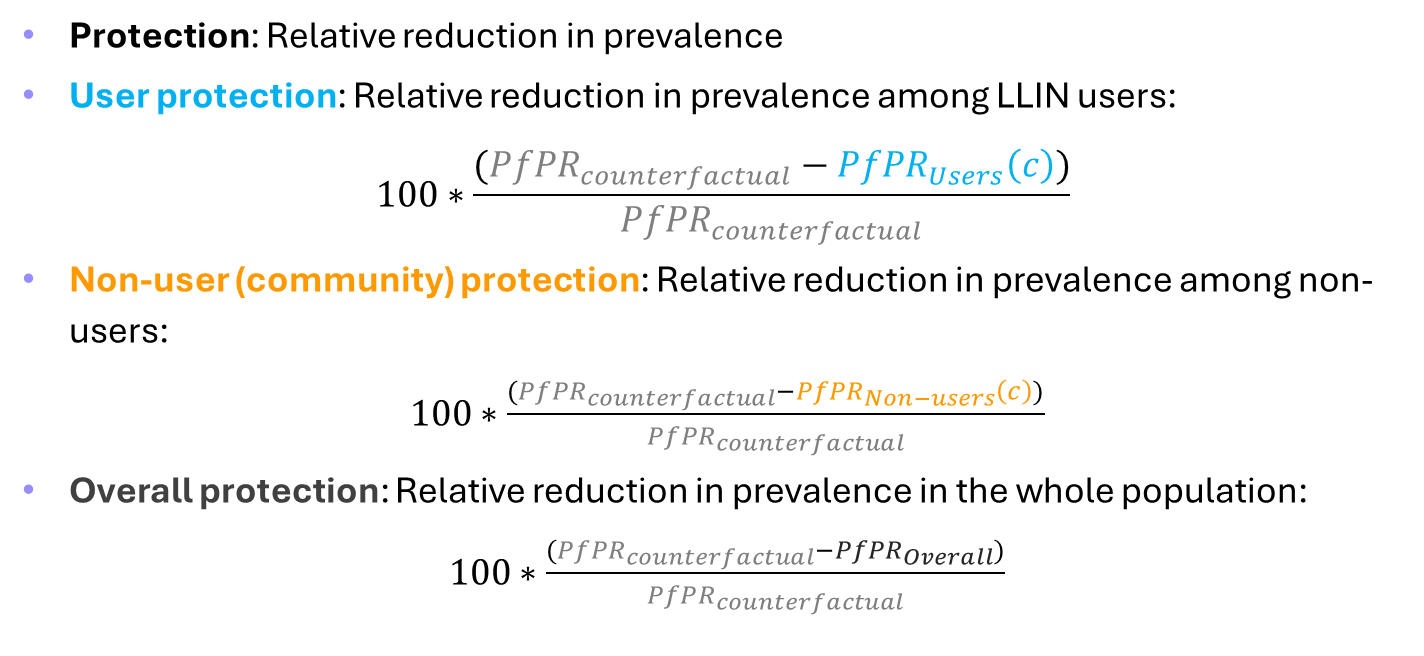 • Protection: Relative reduction in prevalence
• User protection: Relative reduction in prevalence among LLIN users:
100 * (PfPR_counterfactual − PfPR_Users(c)) / PfPR_counterfactual
• Non-user (community) protection: Relative reduction in prevalence among non-
users:
100 * (PfPR_counterfactual−PfPR_Non−users(c)) / PfPR_counterfactual
• Overall protection: Relative reduction in prevalence in the whole population:
100 * (PfPR_counterfactual−PfPR_Overall) / PfPR_counterfactual